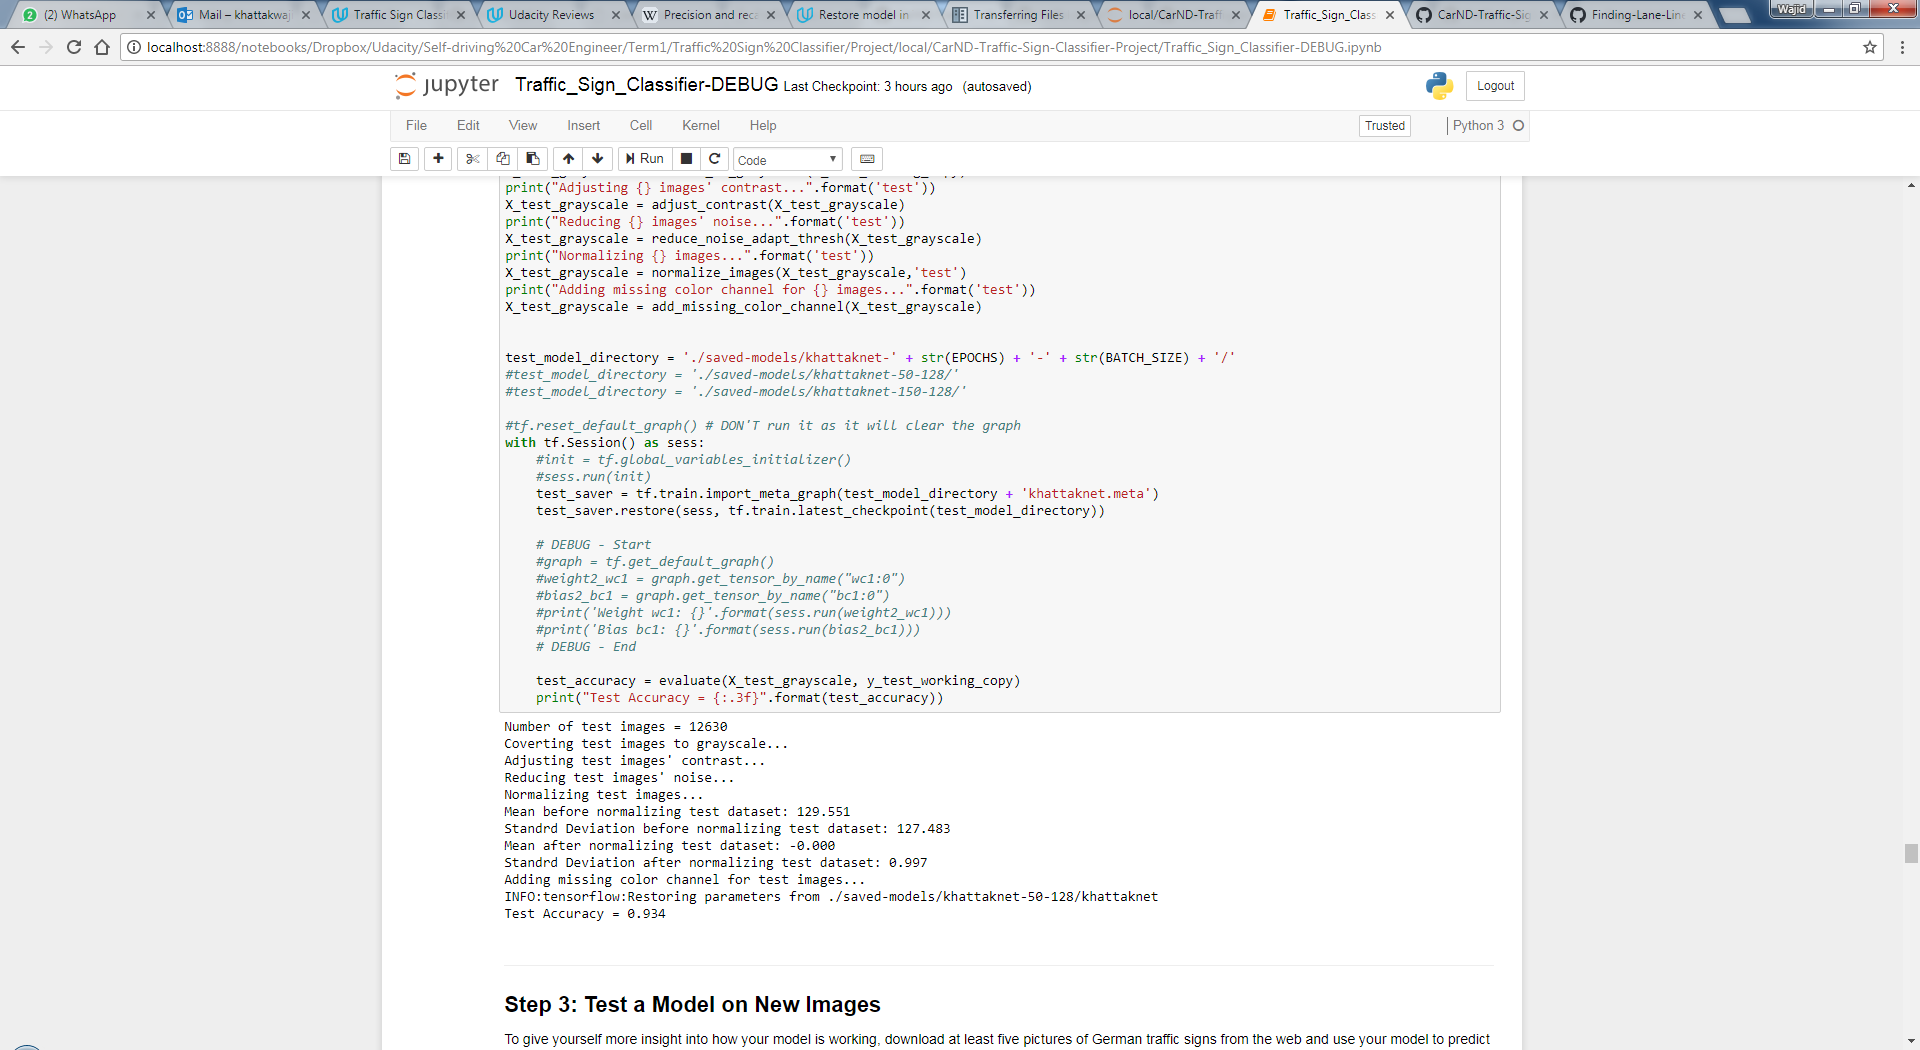 (2) WhatsApp
Mail – khattakwaj
Traffic Sign Classi
Udacity Reviews
Precision and reca
Restore model in
Transferring Files
local/CarND-Traff
Traffic_Sign_Class
CarND-Traffic-Sig
Finding-Lane-Line
Wajid
localhost:8888/notebooks/Dropbox/Udacity/Self-driving%20Car%20Engineer/Term1/Traffic%20Sign%20Classifier/Project/local/CarND-Traffic-Sign-Classifier-Project/Traffic_Sign_Classifier-DEBUG.ipynb
jupyter Traffic_Sign_Classifier-DEBUG Last Checkpoint: 3 hours ago (autosaved)
Logout
File Edit View Insert Cell Kernel Help
Trusted
Python 3
Run
Code
print("Adjusting {} images' contrast...".format('test'))
X_test_grayscale = adjust_contrast(X_test_grayscale)
print("Reducing {} images' noise...".format('test'))
X_test_grayscale = reduce_noise_adapt_thresh(X_test_grayscale)
print("Normalizing {} images...".format('test'))
X_test_grayscale = normalize_images(X_test_grayscale,'test')
print("Adding missing color channel for {} images...".format('test'))
X_test_grayscale = add_missing_color_channel(X_test_grayscale)
test_model_directory = './saved-models/khattaknet-' + str(EPOCHS) + '-' + str(BATCH_SIZE) + '/'
#test_model_directory = './saved-models/khattaknet-50-128/'
#test_model_directory = './saved-models/khattaknet-150-128/'
#tf.reset_default_graph() # DON'T run it as it will clear the graph
with tf.Session() as sess:
#init = tf.global_variables_initializer()
#sess.run(init)
test_saver = tf.train.import_meta_graph(test_model_directory + 'khattaknet.meta')
test_saver.restore(sess, tf.train.latest_checkpoint(test_model_directory))
# DEBUG - Start
#graph = tf.get_default_graph()
#weight2_wc1 = graph.get_tensor_by_name("wc1:0")
#bias2_bc1 = graph.get_tensor_by_name("bc1:0")
#print('Weight wc1: {}'.format(sess.run(weight2_wc1)))
#print('Bias bc1: {}'.format(sess.run(bias2_bc1)))
# DEBUG - End
test_accuracy = evaluate(X_test_grayscale, y_test_working_copy)
print("Test Accuracy = {:.3f}".format(test_accuracy))
Number of test images = 12630
Coverting test images to grayscale...
Adjusting test images' contrast...
Reducing test images' noise...
Normalizing test images...
Mean before normalizing test dataset: 129.551
Standrd Deviation before normalizing test dataset: 127.483
Mean after normalizing test dataset: -0.000
Standrd Deviation after normalizing test dataset: 0.997
Adding missing color channel for test images...
INFO:tensorflow:Restoring parameters from ./saved-models/khattaknet-50-128/khattaknet
Test Accuracy = 0.934
Step 3: Test a Model on New Images
To give yourself more insight into how your model is working, download at least five pictures of German traffic signs from the web and use your model to predict